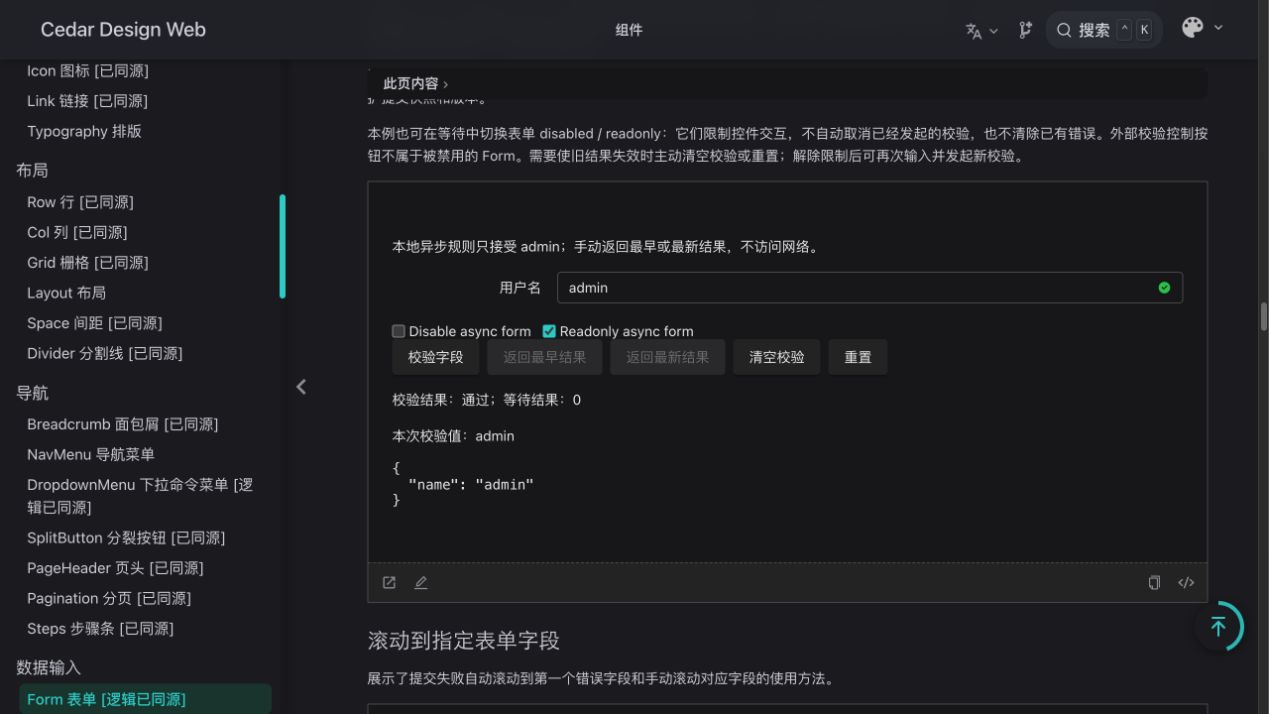 Cedar Design Web
组件
搜索
^
K
Icon 图标 [已同源]
Link 链接 [已同源]
Typography 排版
布局
Row 行 [已同源]
Col 列 [已同源]
Grid 栅格 [已同源]
Layout 布局
Space 间距 [已同源]
Divider 分割线 [已同源]
导航
Breadcrumb 面包屑 [已同源]
NavMenu 导航菜单
DropdownMenu 下拉命令菜单 [逻
辑已同源]
SplitButton 分裂按钮 [已同源]
PageHeader 页头 [已同源]
Pagination 分页 [已同源]
Steps 步骤条 [已同源]
数据输入
Form 表单 [逻辑已同源]
此页内容
本例也可在等待中切换表单 disabled / readonly：它们限制控件交互，不自动取消已经发起的校验，也不清除已有错误。外部校验控制按
钮不属于被禁用的 Form。需要使旧结果失效时主动清空校验或重置；解除限制后可再次输入并发起新校验。
本地异步规则只接受 admin；手动返回最早或最新结果，不访问网络。
用户名 admin
Disable async form Readonly async form
校验字段 返回最早结果 返回最新结果 清空校验 重置
校验结果：通过；等待结果：0
本次校验值：admin
{
"name": "admin"
}
滚动到指定表单字段
展示了提交失败自动滚动到第一个错误字段和手动滚动对应字段的使用方法。